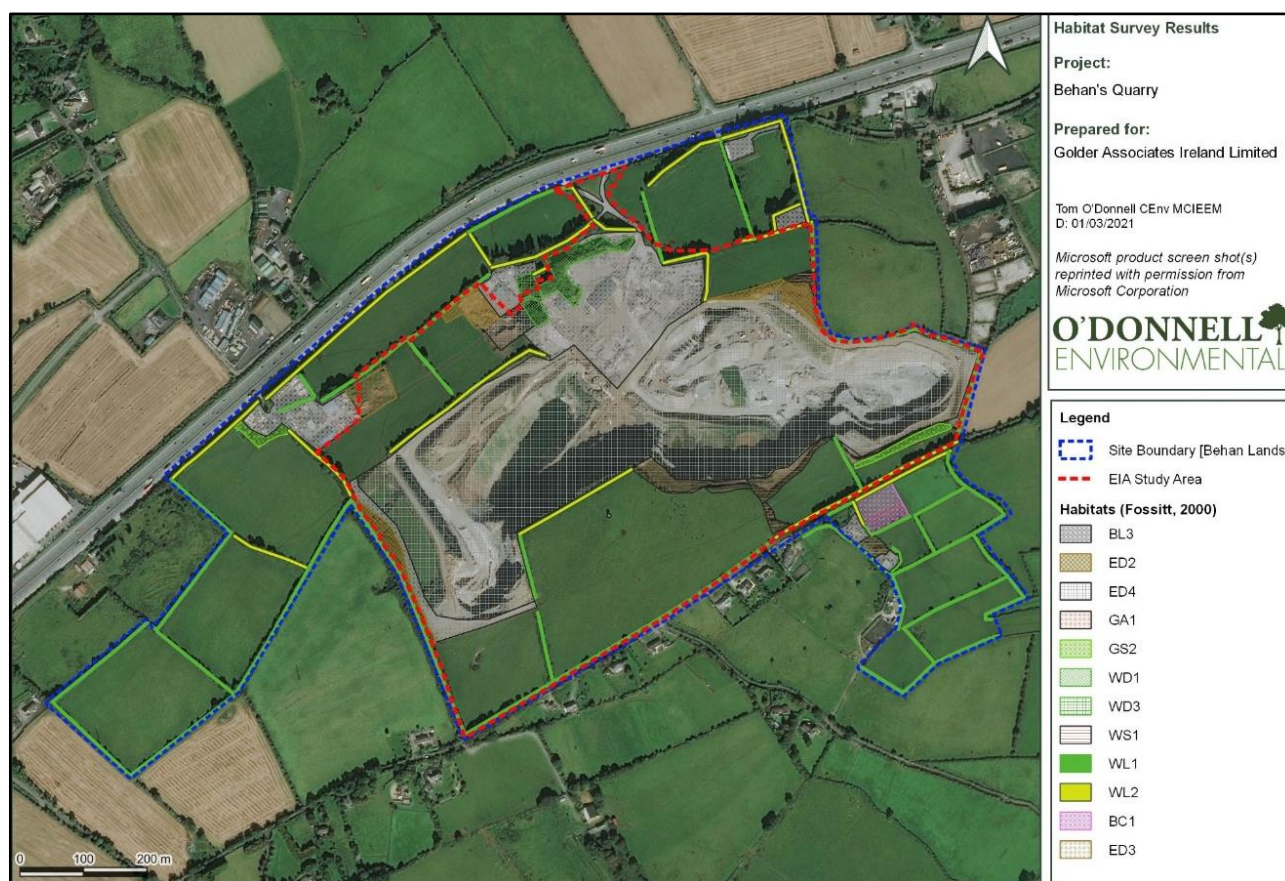 Habitat Survey Results
Project:
Behan's Quarry
Prepared for:
Golder Associates Ireland Limited
Tom O'Donnell CEnv MCIEEM
D: 01/03/2021
Microsoft product screen shot(s)
reprinted with permission from
Microsoft Corporation
O'DONNELL
ENVIRONMENTAL
Legend
Site Boundary [Behan Lands
EIA Study Area
Habitats (Fossitt, 2000)
BL3
ED2
ED4
GA1
GS2
WD1
WD3
WS1
WL1
WL2
BC1
ED3
0 100 200 m